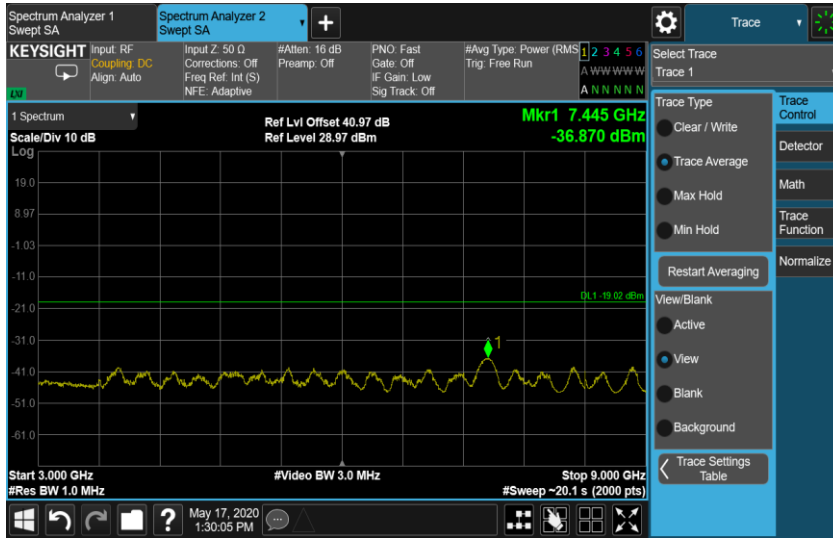 Spectrum Analyzer 1
Swept SA
Spectrum Analyzer 2
Swept SA
Trace
KEYSIGHT
LXI
Input: RF
Coupling: DC
Align: Auto
Input Z: 50 Ω
Corrections: Off
Freq Ref: Int (S)
NFE: Adaptive
#Atten: 16 dB
Preamp: Off
PNO: Fast
Gate: Off
IF Gain: Low
Sig Track: Off
#Avg Type: Power (RMS
Trig: Free Run
1 2 3 4 5 6
A W W W W W
A N N N N N
Select Trace
Trace 1
1 Spectrum
Scale/Div 10 dB
Log
Ref Lvl Offset 40.97 dB
Ref Level 28.97 dBm
Mkr1 7.445 GHz
-36.870 dBm
19.0
8.97
-1.03
-11.0
-21.0
-31.0
-41.0
-51.0
-61.0
DL1 -19.02 dBm
1
Start 3.000 GHz
#Res BW 1.0 MHz
#Video BW 3.0 MHz
Stop 9.000 GHz
#Sweep ~20.1 s (2000 pts)
Trace Type
Clear / Write
Trace Average
Max Hold
Min Hold
Restart Averaging
View/Blank
Active
View
Blank
Background
Trace Settings
Table
Trace
Control
Detector
Math
Trace
Function
Normalize
?
May 17, 2020
1:30:05 PM